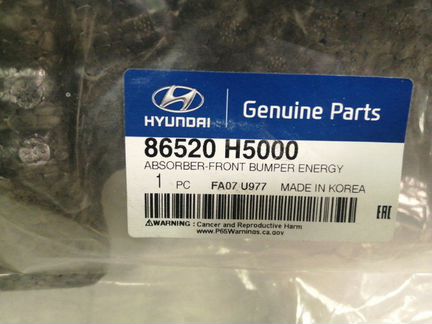 HYUNDAI
Genuine Parts
86520 H5000
ABSORBER-FRONT BUMPER ENERGY
1 PC FA07 U977 MADE IN KOREA
EAC
WARNING : Cancer and Reproductive Harm
www.P65Warnings.ca.gov